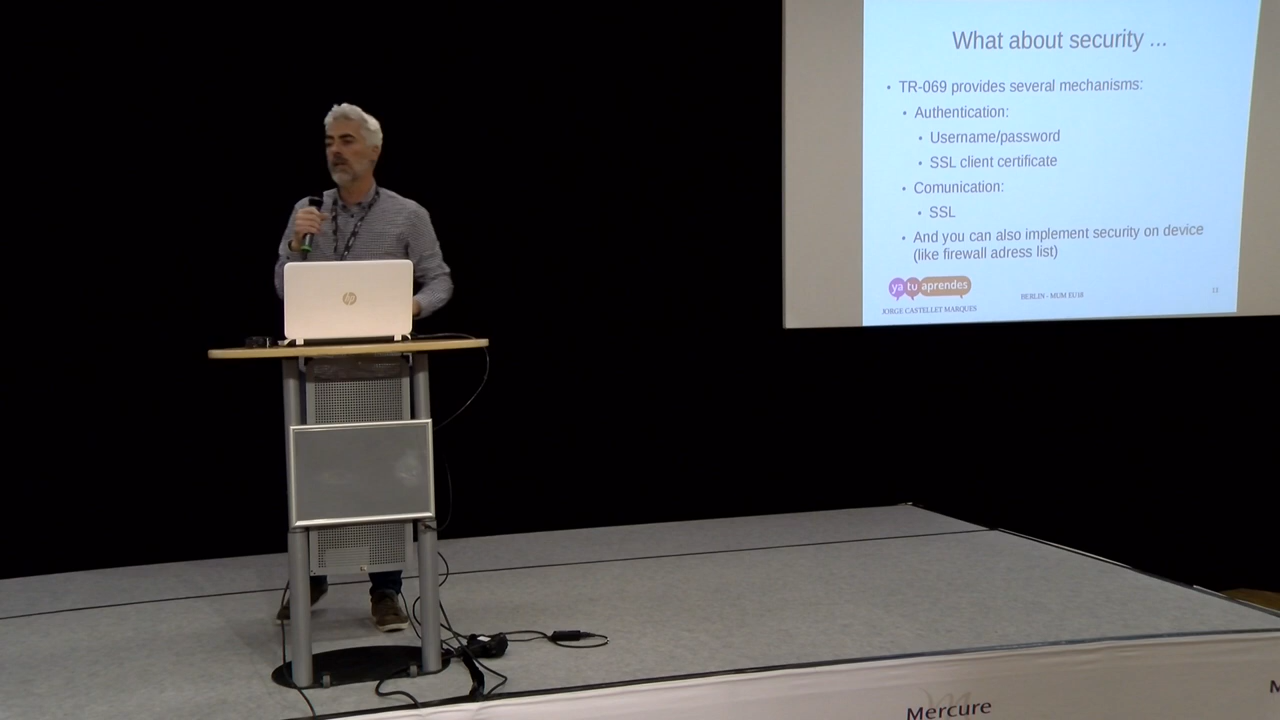 What about security ...
• TR-069 provides several mechanisms:
• Authentication:
• Username/password
• SSL client certificate
• Comunication:
• SSL
• And you can also implement security on device
(like firewall adress list)
ya tu aprendes
JORGE CASTELLET MARQUES
BERLIN - MUM EU18
11
hp
Mercure
M